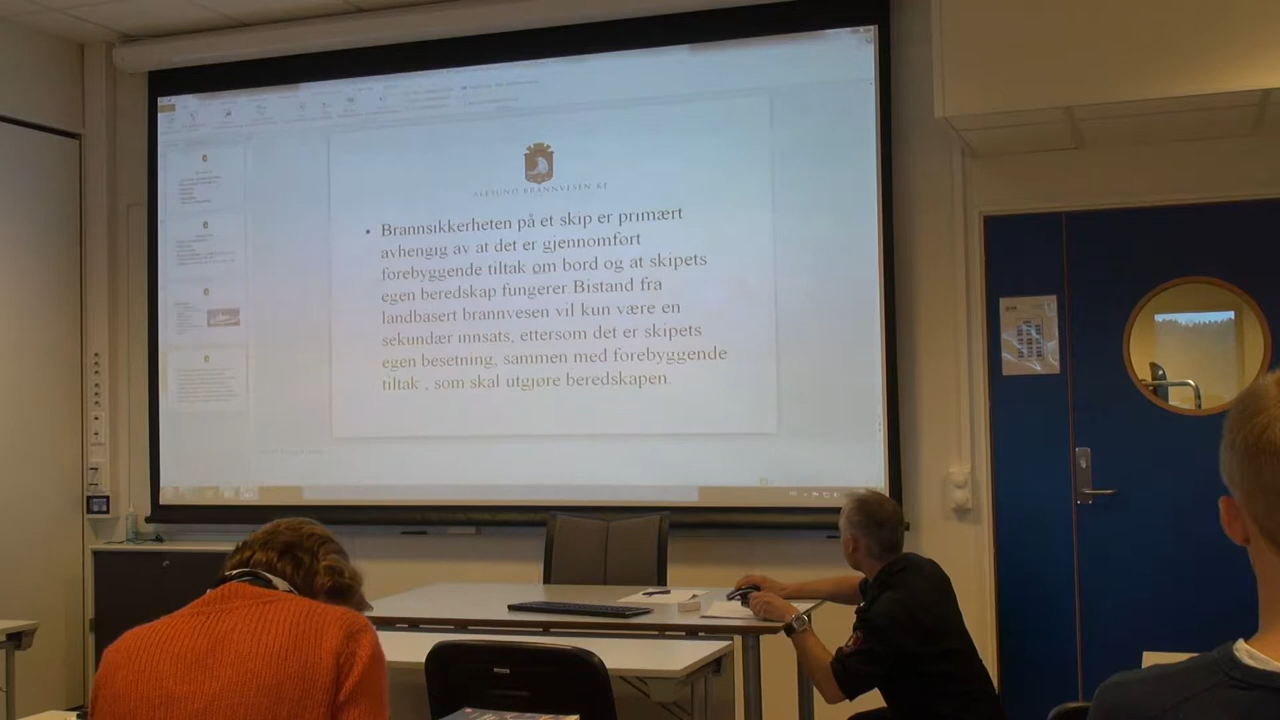 ALESUND BRANNVESEN KF
• Brannsikkerheten på et skip er primært
avhengig av at det er gjennomført
forebyggende tiltak om bord og at skipets
egen beredskap fungerer.Bistand fra
landbasert brannvesen vil kun være en
sekundær innsats, ettersom det er skipets
egen besetning, sammen med forebyggende
tiltak , som skal utgjøre beredskapen.